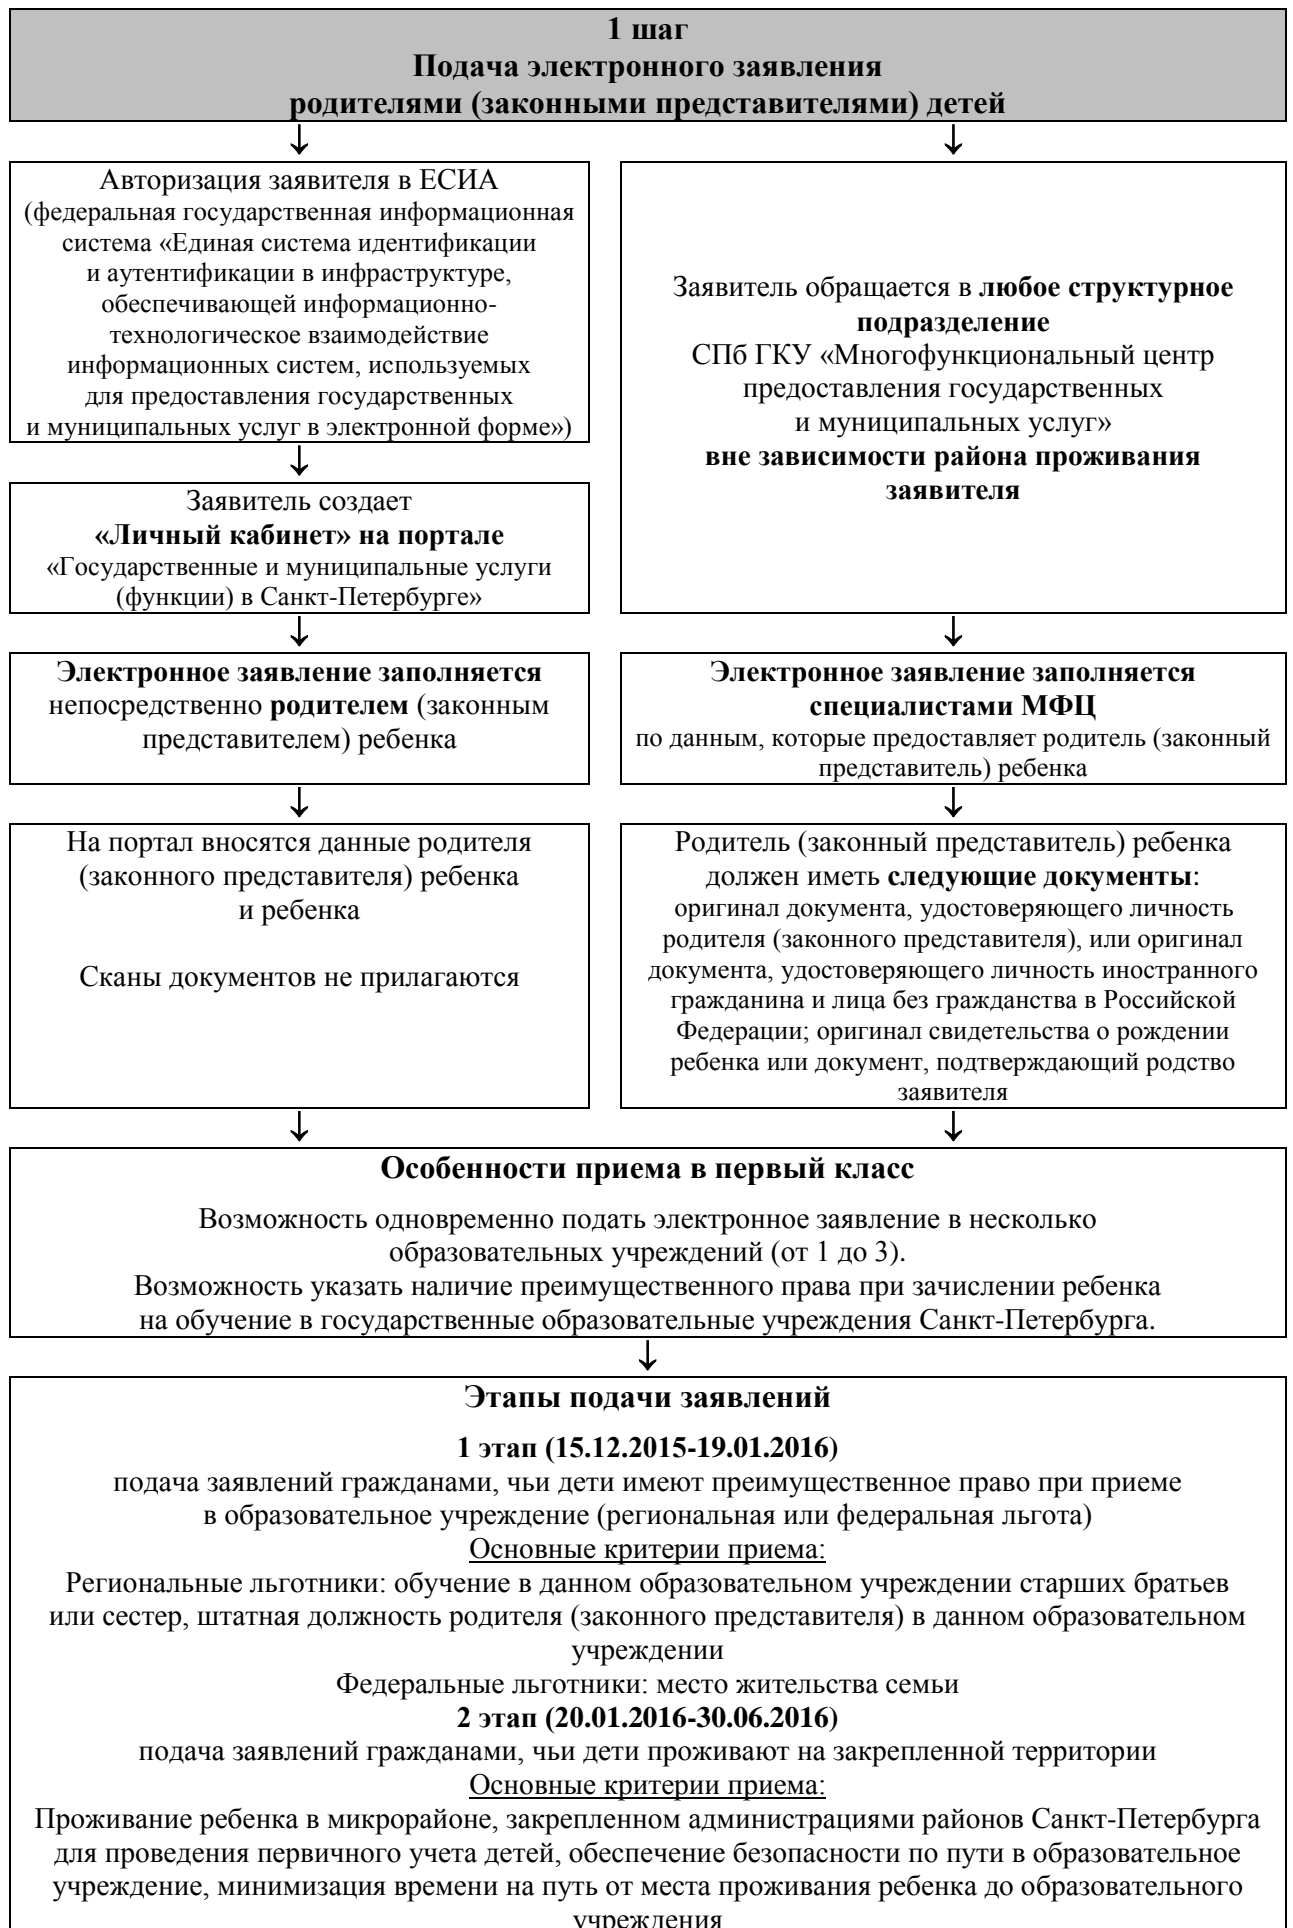 1 шаг
Подача электронного заявления
родителями (законными представителями) детей
↓
↓
Авторизация заявителя в ЕСИА
(федеральная государственная информационная
система «Единая система идентификации
и аутентификации в инфраструктуре,
обеспечивающей информационно-
технологическое взаимодействие
информационных систем, используемых
для предоставления государственных
и муниципальных услуг в электронной форме»)
↓
Заявитель создает
«Личный кабинет» на портале
«Государственные и муниципальные услуги
(функции) в Санкт-Петербурге»
Заявитель обращается в любое структурное
подразделение
СПб ГКУ «Многофункциональный центр
предоставления государственных
и муниципальных услуг»
вне зависимости района проживания
заявителя
↓
↓
Электронное заявление заполняется
непосредственно родителем (законным
представителем) ребенка
Электронное заявление заполняется
специалистами МФЦ
по данным, которые предоставляет родитель (законный
представитель) ребенка
↓
↓
На портал вносятся данные родителя
(законного представителя) ребенка
и ребенка
Сканы документов не прилагаются
Родитель (законный представитель) ребенка
должен иметь следующие документы:
оригинал документа, удостоверяющего личность
родителя (законного представителя), или оригинал
документа, удостоверяющего личность иностранного
гражданина и лица без гражданства в Российской
Федерации; оригинал свидетельства о рождении
ребенка или документ, подтверждающий родство
заявителя
↓
↓
Особенности приема в первый класс
Возможность одновременно подать электронное заявление в несколько
образовательных учреждений (от 1 до 3).
Возможность указать наличие преимущественного права при зачислении ребенка
на обучение в государственные образовательные учреждения Санкт-Петербурга.
↓
Этапы подачи заявлений
1 этап (15.12.2015-19.01.2016)
подача заявлений гражданами, чьи дети имеют преимущественное право при приеме
в образовательное учреждение (региональная или федеральная льгота)
Основные критерии приема:
Региональные льготники: обучение в данном образовательном учреждении старших братьев
или сестер, штатная должность родителя (законного представителя) в данном образовательном
учреждении
Федеральные льготники: место жительства семьи
2 этап (20.01.2016-30.06.2016)
подача заявлений гражданами, чьи дети проживают на закрепленной территории
Основные критерии приема:
Проживание ребенка в микрорайоне, закрепленном администрациями районов Санкт-Петербурга
для проведения первичного учета детей, обеспечение безопасности по пути в образовательное
учреждение, минимизация времени на путь от места проживания ребенка до образовательного
учреждения